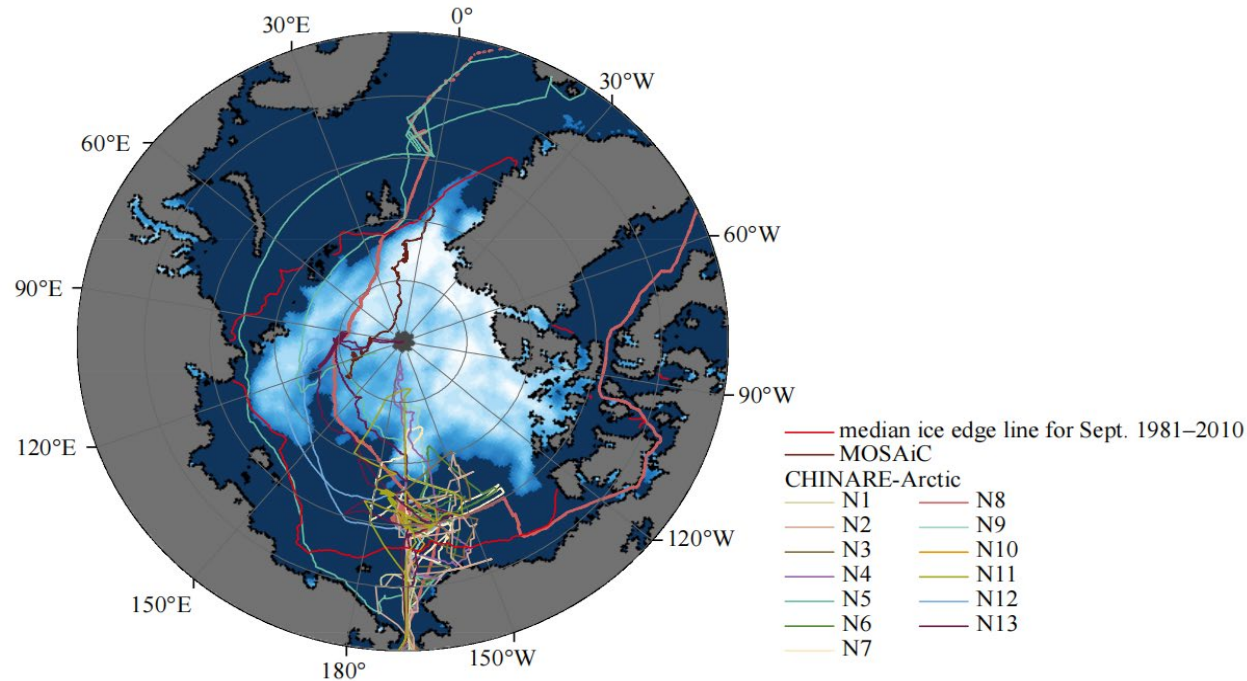 0°
30°E
30°W
60°E
60°W
90°E
90°W
120°E
120°W
150°E
150°W
180°
median ice edge line for Sept. 1981–2010
MOSAiC
CHINARE-Arctic
N1 N8
N2 N9
N3 N10
N4 N11
N5 N12
N6 N13
N7